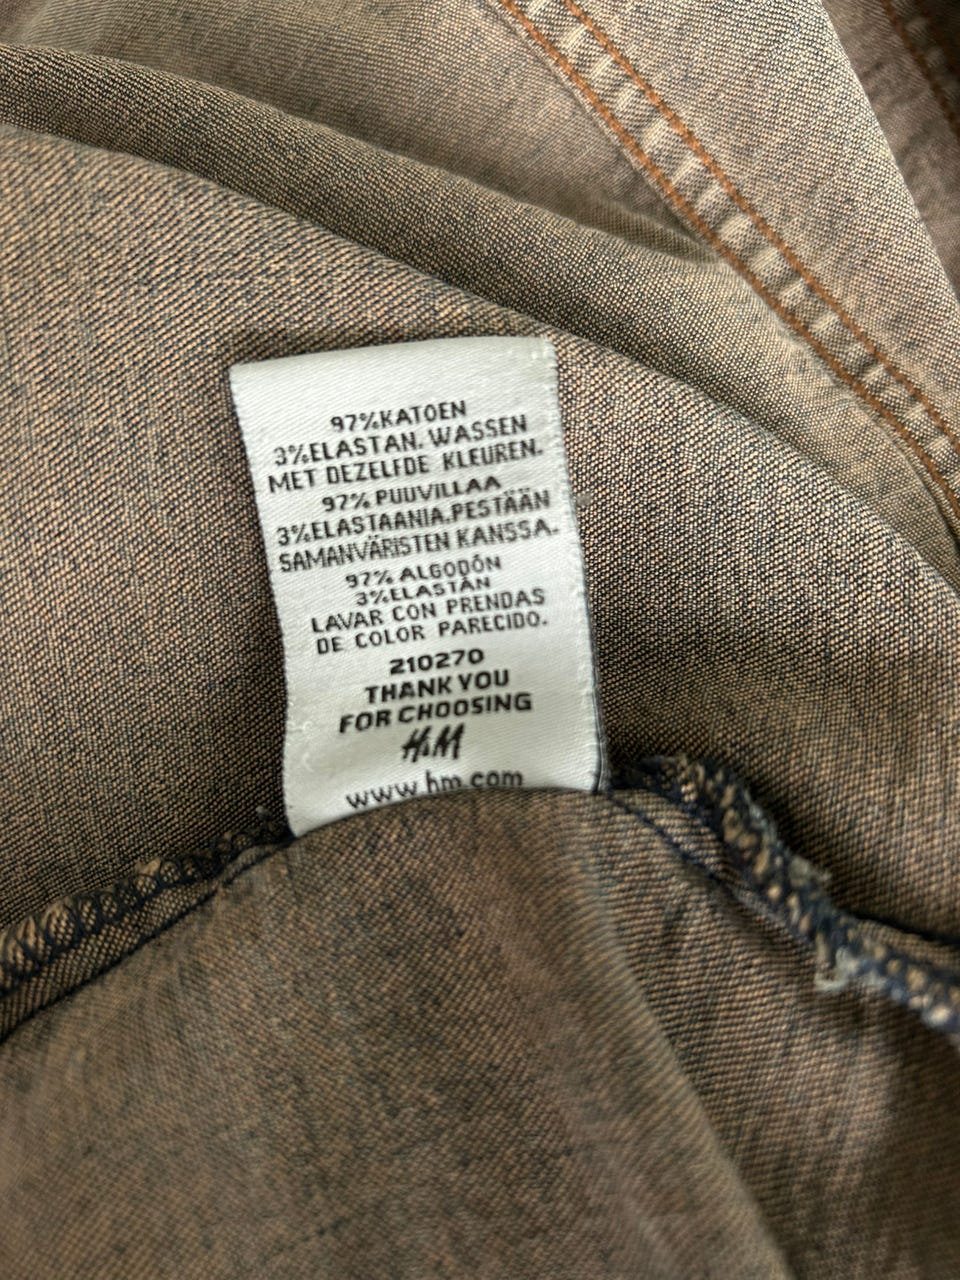 97%KATOEN
3%ELASTAN. WASSEN
MET DEZELFDE KLEUREN.
97% PUUVILLAA
3%ELASTAANIA.PESTÄÄN
SAMANVÄRISTEN KANSSA.
97% ALGODÓN
3%ELASTÁN
LAVAR CON PRENDAS
DE COLOR PARECIDO.
210270
THANK YOU
FOR CHOOSING
H&M
www.hm.com